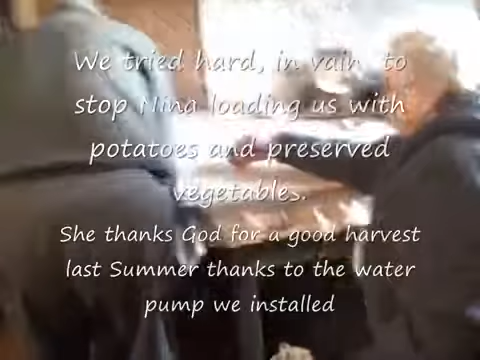 We tried hard, in vain to
stop Nina loading us with
potatoes and preserved
vegetables.
She thanks God for a good harvest
last Summer thanks to the water
pump we installed